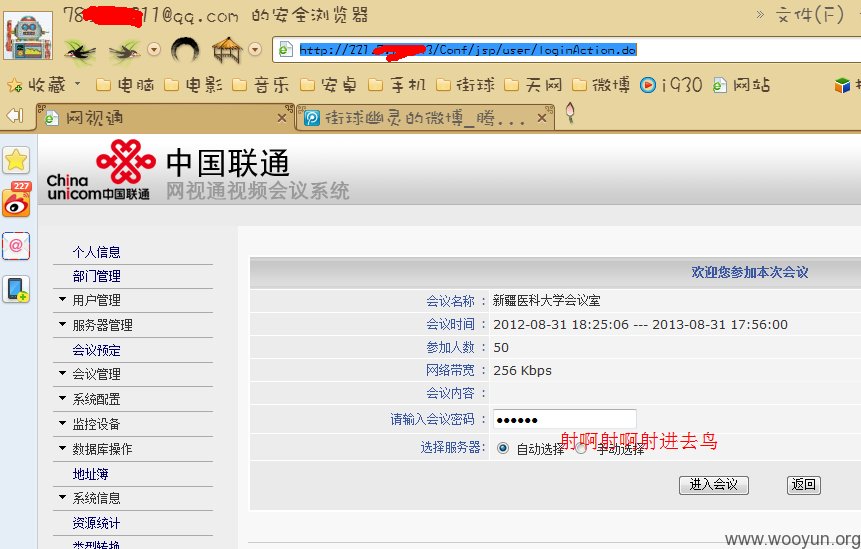 78 11@qq.com 的安全浏览器 » 文件(F)
http://221. 3/Conf/jsp/user/loginAction.do
收藏 电脑 电影 音乐 安卓 手机 街球 天网 微博 i930 网站
网视通 街球幽灵的微博_腾...
227
China unicom中国联通
中国联通
网视通视频会议系统
个人信息
部门管理
用户管理
服务器管理
会议预定
会议管理
系统配置
监控设备
数据库操作
地址簿
系统信息
资源统计
类型转换
欢迎您参加本次会议
会议名称 : 新疆医科大学会议室
会议时间 : 2012-08-31 18:25:06 --- 2013-08-31 17:56:00
参加人数 : 50
网络带宽 : 256 Kbps
会议内容 :
请输入会议密码 : ●●●●●●
选择服务器: 自动选择 手动选择
射啊射啊射进去鸟
进入会议 返回
www.wooyun.org